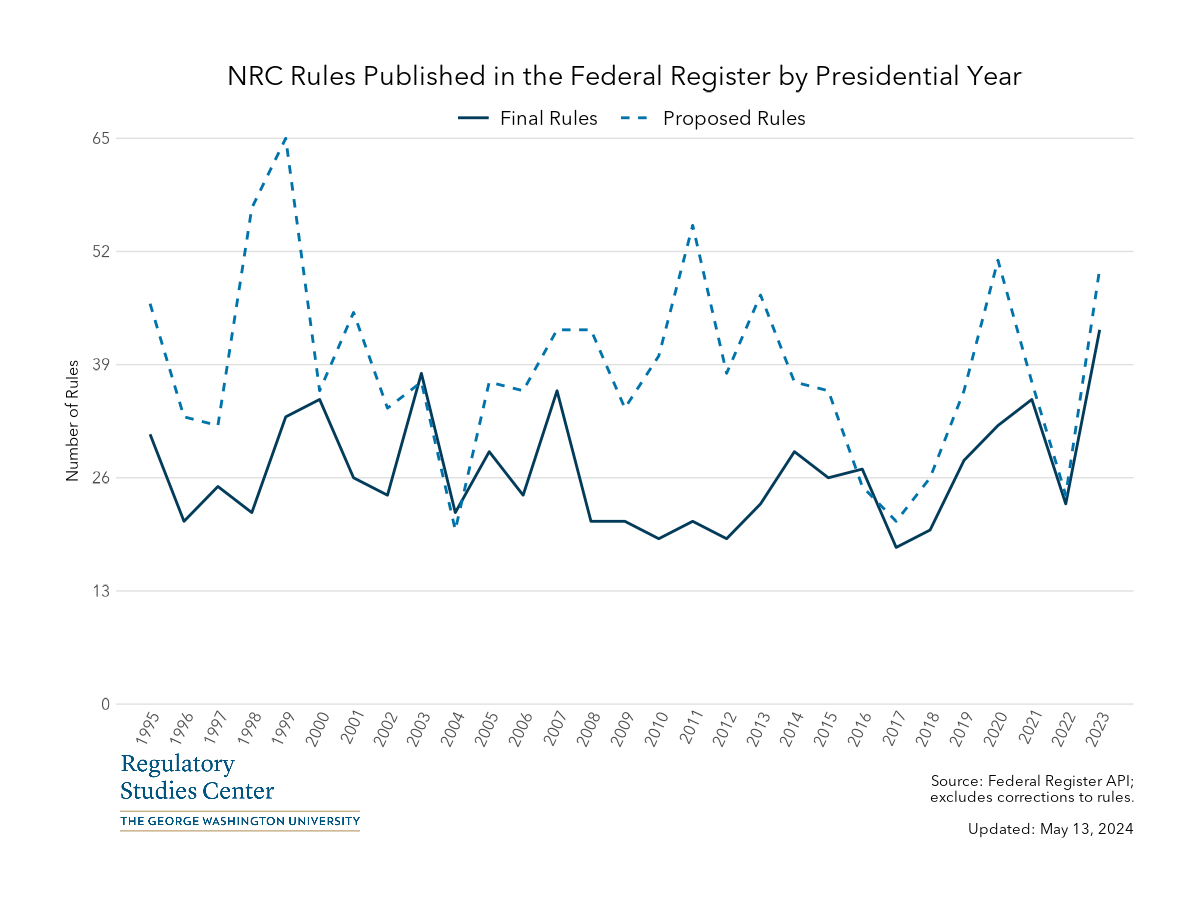 NRC Rules Published in the Federal Register by Presidential Year
Final Rules Proposed Rules
65
52
39
26
13
0
Number of Rules
1995 1996 1997 1998 1999 2000 2001 2002 2003 2004 2005 2006 2007 2008 2009 2010 2011 2012 2013 2014 2015 2016 2017 2018 2019 2020 2021 2022 2023
Regulatory
Studies Center
THE GEORGE WASHINGTON UNIVERSITY
Source: Federal Register API;
excludes corrections to rules.
Updated: May 13, 2024